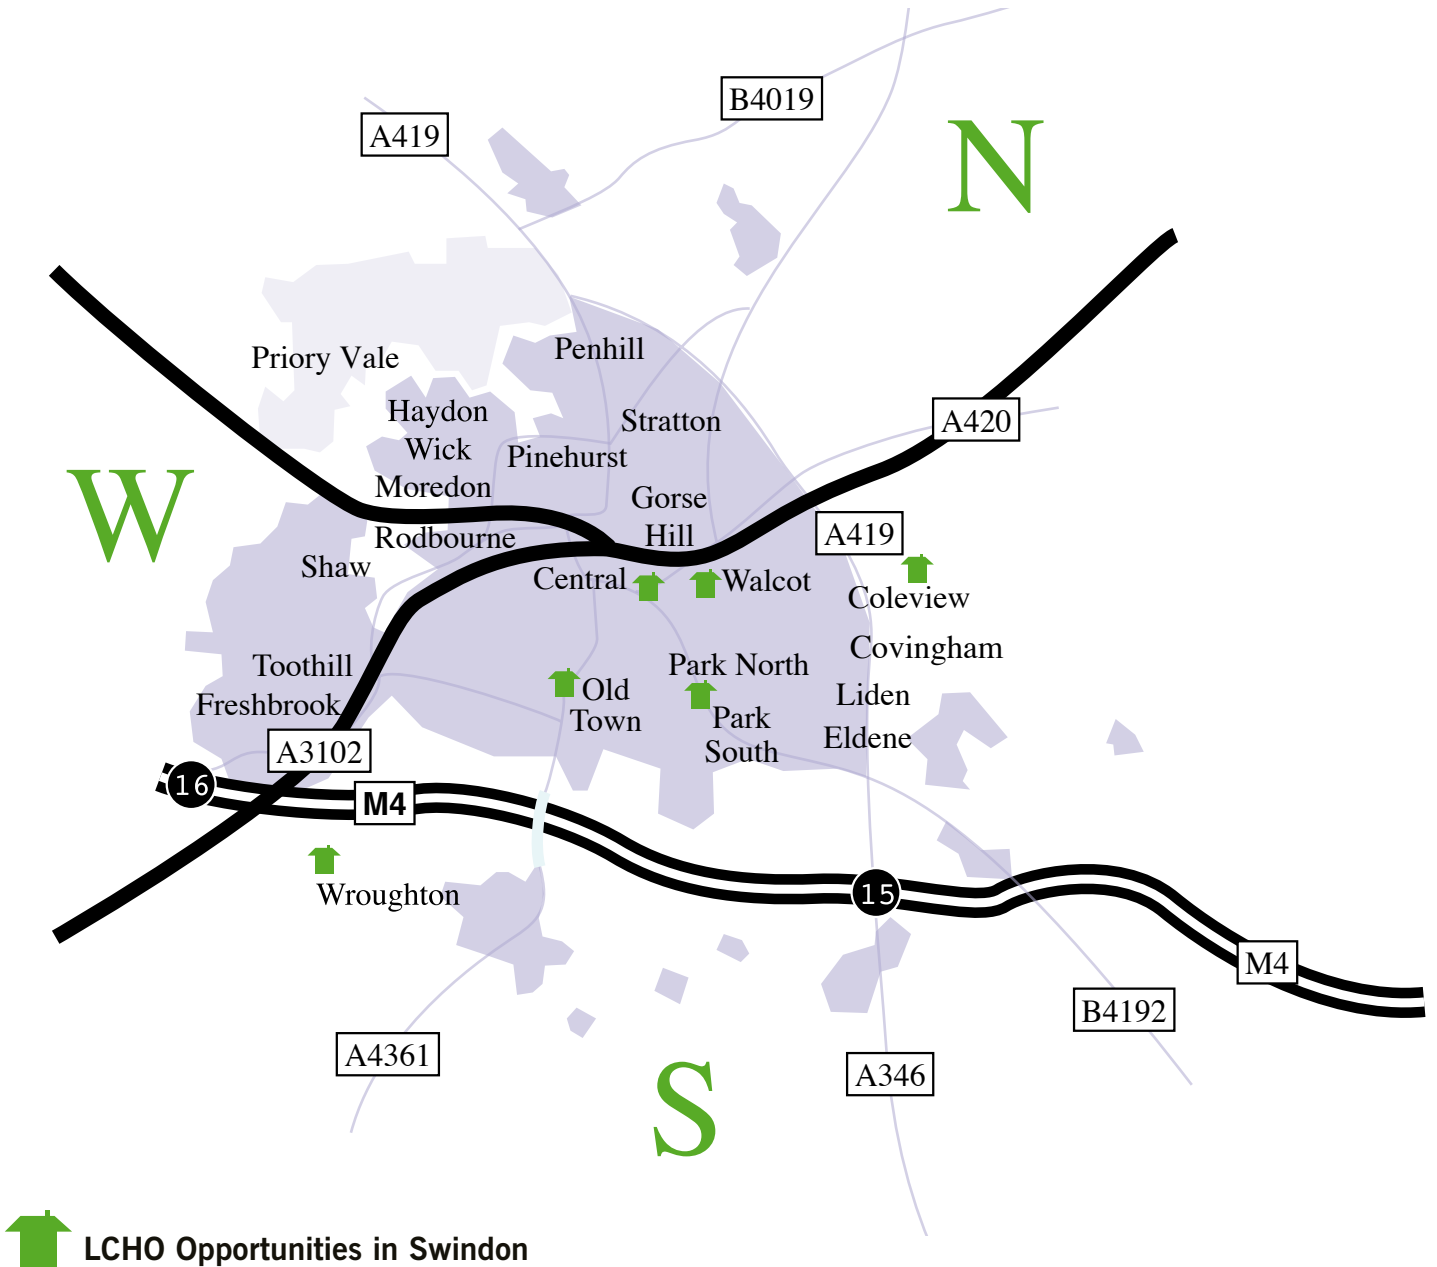 B4019
A419
N
Priory Vale
Penhill
Haydon
Wick
Stratton
A420
Pinehurst
W
Moredon
Gorse
Hill
Rodbourne
A419
Shaw
Central
Walcot
Coleview
Covingham
Toothill
Park North
Freshbrook
Old
Town
Liden
Park
South
Eldene
A3102
16
M4
Wroughton
15
M4
B4192
A4361
A346
S
LCHO Opportunities in Swindon